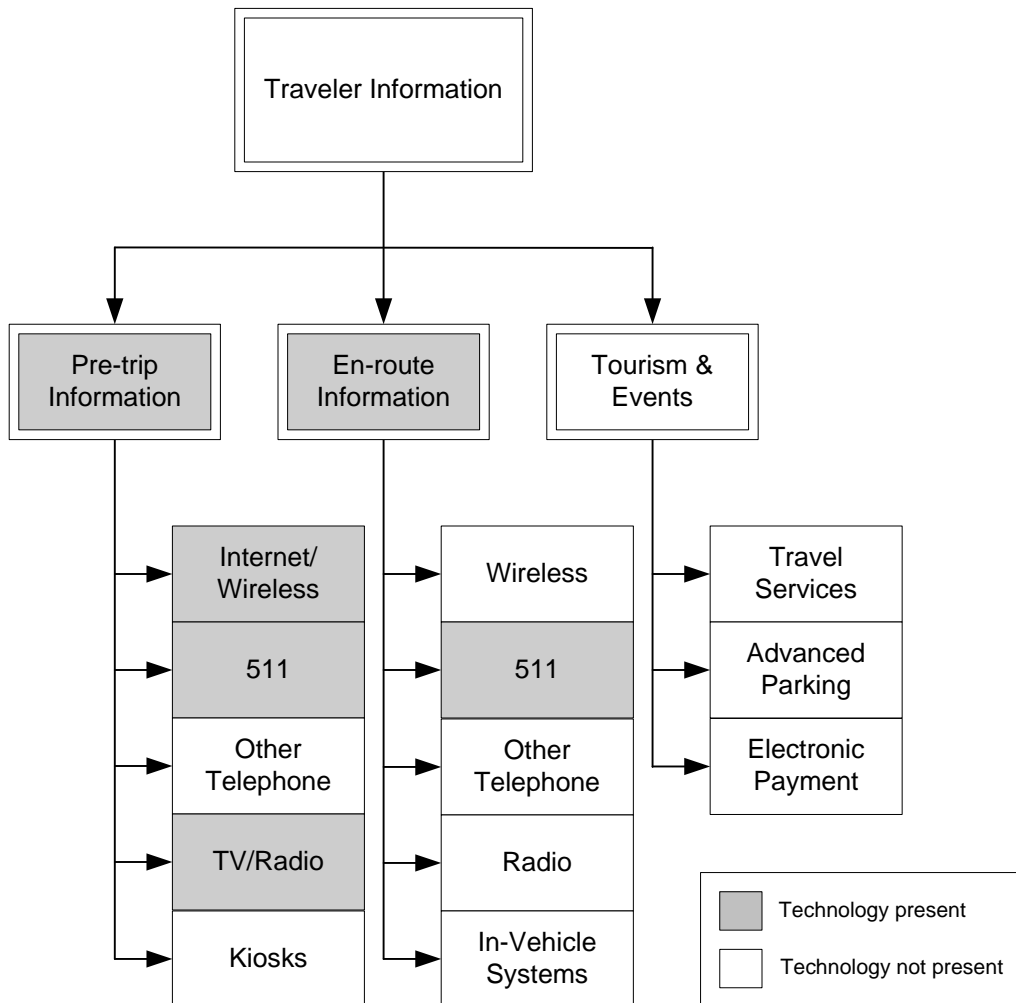 Traveler Information
Pre-trip
Information
En-route
Information
Tourism &
Events
Internet/
Wireless
511
Other
Telephone
TV/Radio
Kiosks
Wireless
511
Other
Telephone
Radio
In-Vehicle
Systems
Travel
Services
Advanced
Parking
Electronic
Payment
Technology present
Technology not present